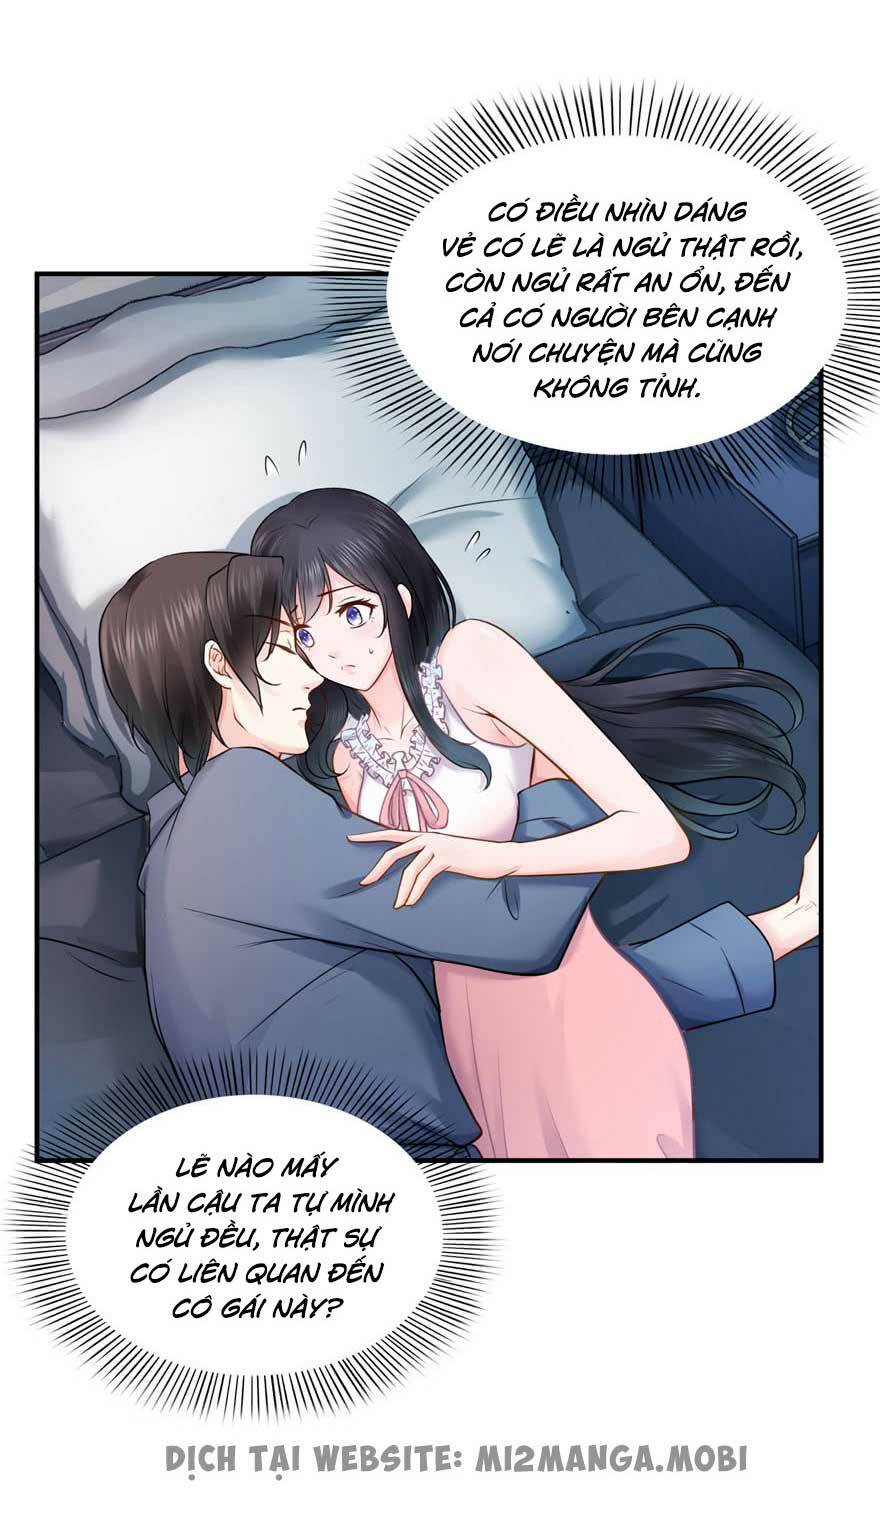 CÓ ĐIỀU NHÌN DÁNG
VẺ CÓ LẼ LÀ NGỦ THẬT RỒI,
CÒN NGỦ RẤT AN ỔN, ĐẾN
CẢ CÓ NGƯỜI BÊN CẠNH
NÓI CHUYỆN MÀ CŨNG
KHÔNG TỈNH.
LẼ NÀO MẤY
LẦN CẬU TA TỰ MÌNH
NGỦ ĐỀU, THẬT SỰ
CÓ LIÊN QUAN ĐẾN
CÔ GÁI NÀY?
DỊCH TẠI WEBSITE: MI2MANGA.MOBI